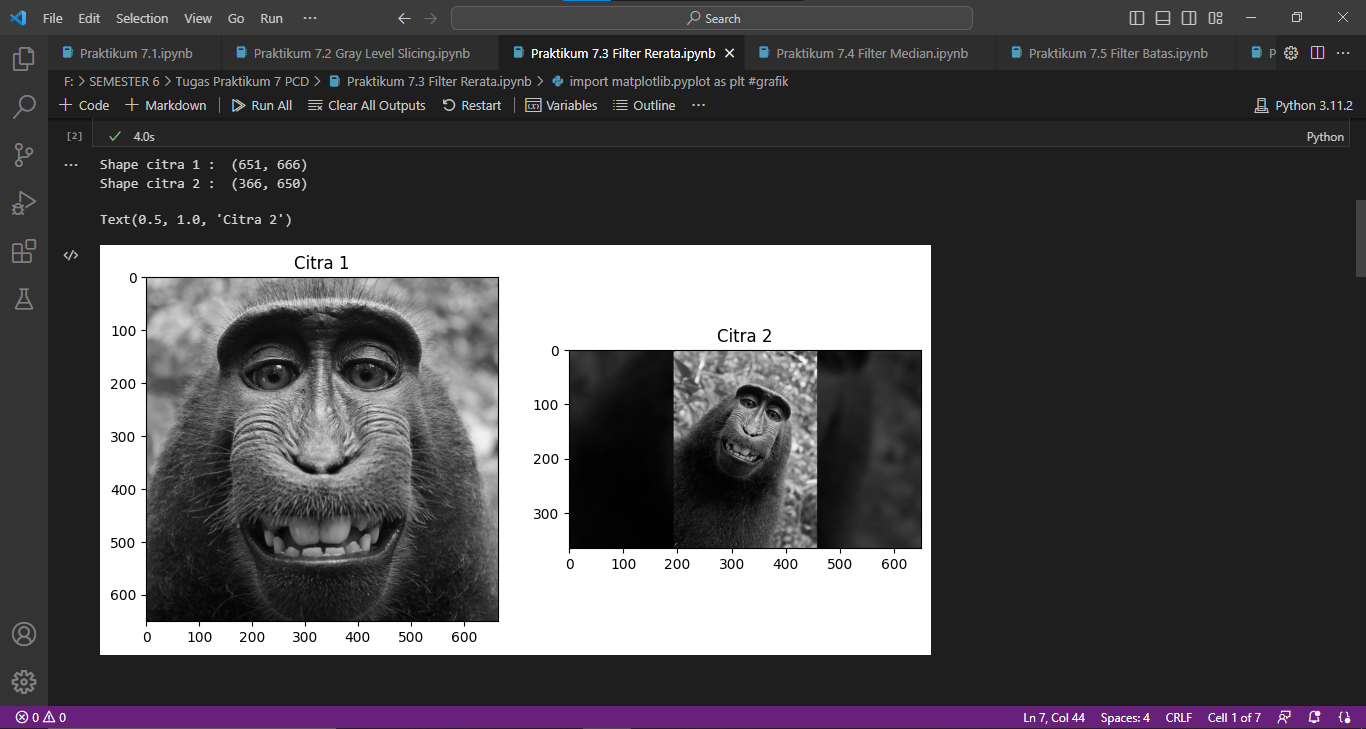 File Edit Selection View Go Run ··· Search
Praktikum 7.1.ipynb Praktikum 7.2 Gray Level Slicing.ipynb Praktikum 7.3 Filter Rerata.ipynb Praktikum 7.4 Filter Median.ipynb Praktikum 7.5 Filter Batas.ipynb P ···
F: > SEMESTER 6 > Tugas Praktikum 7 PCD > Praktikum 7.3 Filter Rerata.ipynb > import matplotlib.pyplot as plt #grafik
+ Code + Markdown Run All Clear All Outputs Restart Variables Outline ··· Python 3.11.2
[2] 4.0s Python
Shape citra 1 :  (651, 666)
Shape citra 2 :  (366, 650)
Text(0.5, 1.0, 'Citra 2')
Citra 1
0
100
200
300
400
500
600
0 100 200 300 400 500 600
Citra 2
0
100
200
300
0 100 200 300 400 500 600
0 0 Ln 7, Col 44 Spaces: 4 CRLF Cell 1 of 7